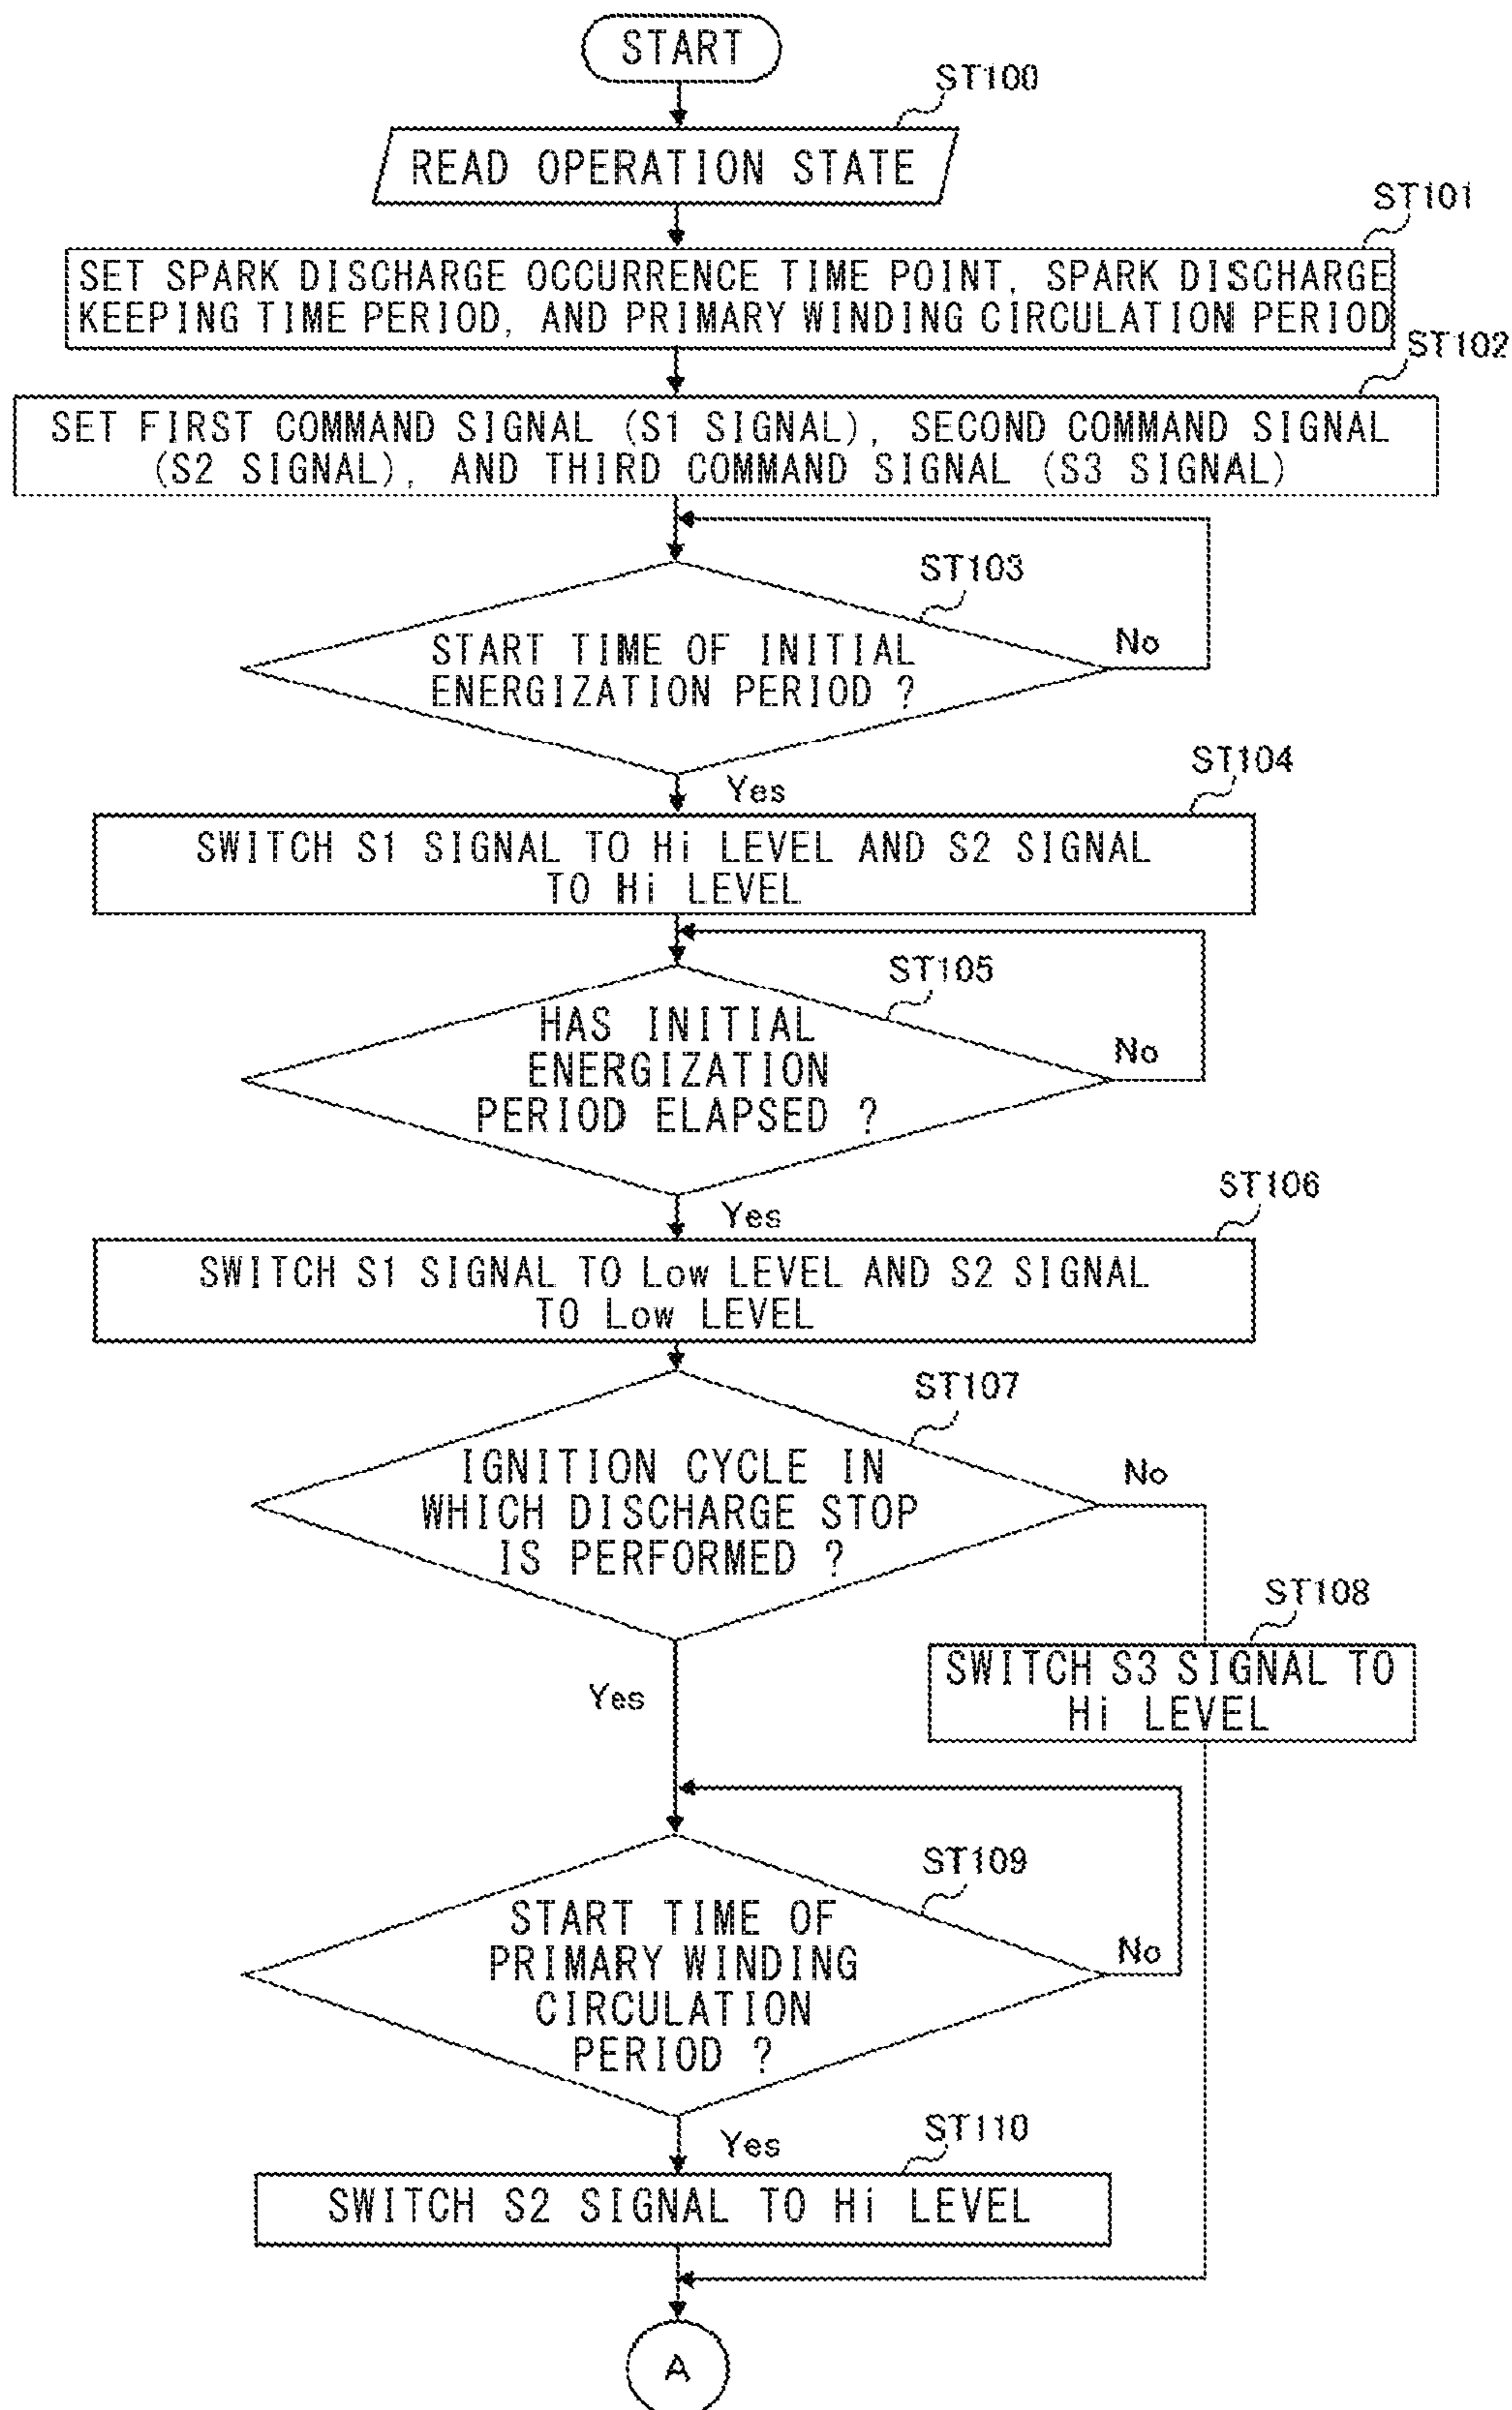 START
ST100
READ OPERATION STATE
ST101
SET SPARK DISCHARGE OCCURRENCE TIME POINT, SPARK DISCHARGE
KEEPING TIME PERIOD, AND PRIMARY WINDING CIRCULATION PERIOD
ST102
SET FIRST COMMAND SIGNAL (S1 SIGNAL), SECOND COMMAND SIGNAL
(S2 SIGNAL), AND THIRD COMMAND SIGNAL (S3 SIGNAL)
ST103
START TIME OF INITIAL
ENERGIZATION PERIOD ?
No
Yes
ST104
SWITCH S1 SIGNAL TO Hi LEVEL AND S2 SIGNAL
TO Hi LEVEL
ST105
HAS INITIAL
ENERGIZATION
PERIOD ELAPSED ?
No
Yes
ST106
SWITCH S1 SIGNAL TO Low LEVEL AND S2 SIGNAL
TO Low LEVEL
ST107
IGNITION CYCLE IN
WHICH DISCHARGE STOP
IS PERFORMED ?
No
Yes
ST108
SWITCH S3 SIGNAL TO
Hi LEVEL
ST109
START TIME OF
PRIMARY WINDING
CIRCULATION
PERIOD ?
No
Yes
ST110
SWITCH S2 SIGNAL TO Hi LEVEL
A